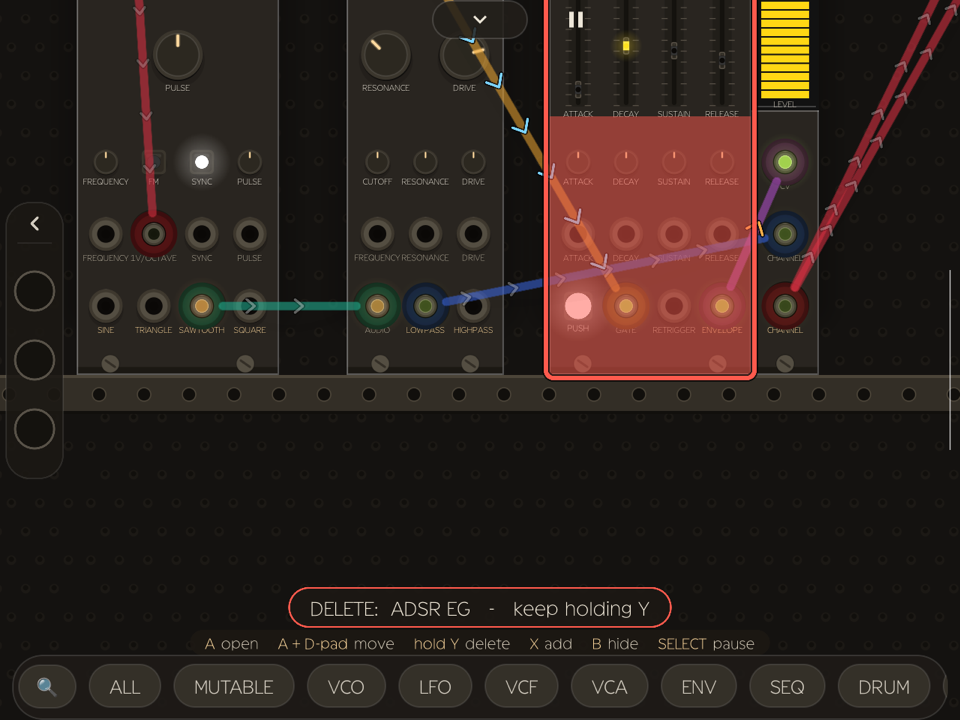 PULSE
RESONANCE
DRIVE
ATTACK
DECAY
SUSTAIN
RELEASE
LEVEL
FREQUENCY
FM
SYNC
PULSE
CUTOFF
RESONANCE
DRIVE
ATTACK
DECAY
SUSTAIN
RELEASE
CV
FREQUENCY
1V/OCTAVE
SYNC
PULSE
FREQUENCY
RESONANCE
DRIVE
ATTACK
DECAY
SUSTAIN
RELEASE
CHANNEL
SINE
TRIANGLE
SAWTOOTH
SQUARE
AUDIO
LOWPASS
HIGHPASS
PUSH
GATE
RETRIGGER
ENVELOPE
CHANNEL
DELETE: ADSR EG - keep holding Y
A open A + D-pad move hold Y delete X add B hide SELECT pause
ALL
MUTABLE
VCO
LFO
VCF
VCA
ENV
SEQ
DRUM